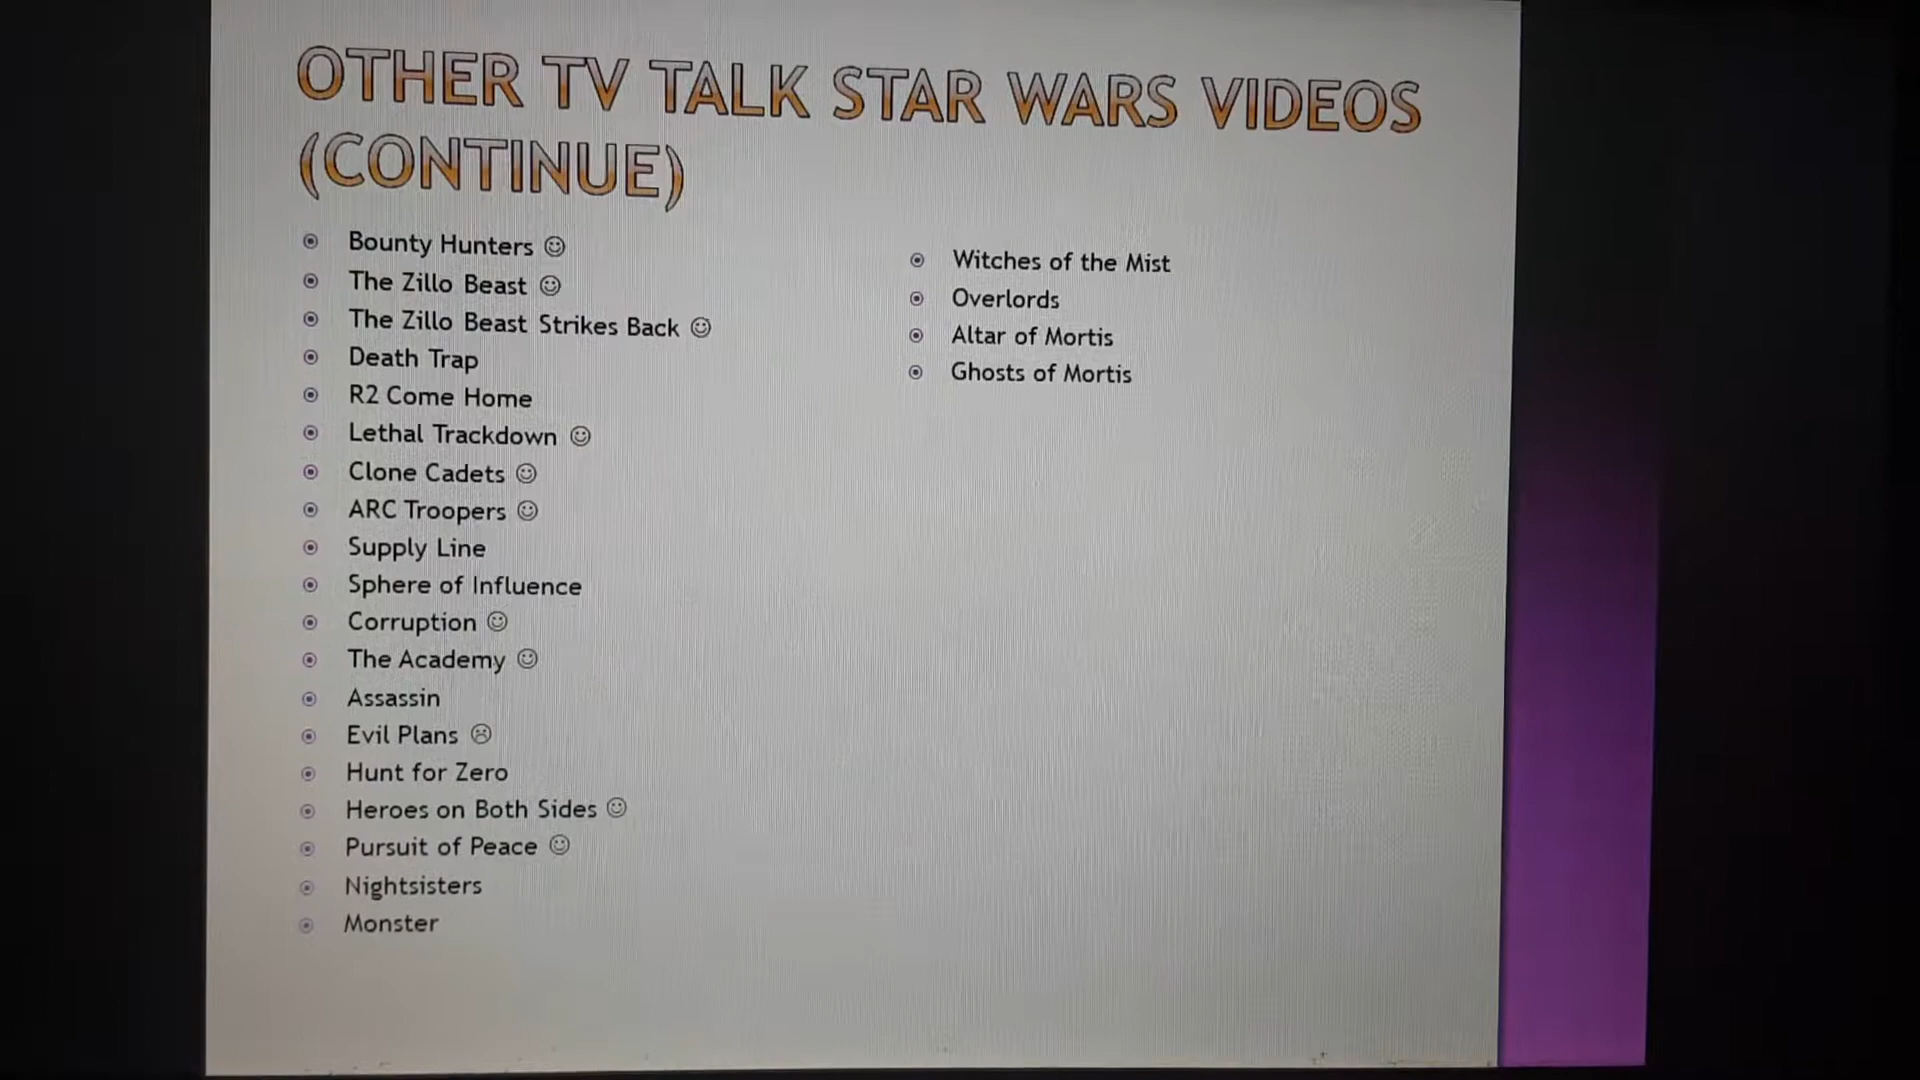 OTHER TV TALK STAR WARS VIDEOS
(CONTINUE)
Bounty Hunters ☺
The Zillo Beast ☺
The Zillo Beast Strikes Back ☺
Death Trap
R2 Come Home
Lethal Trackdown ☺
Clone Cadets ☺
ARC Troopers ☺
Supply Line
Sphere of Influence
Corruption ☺
The Academy ☺
Assassin
Evil Plans ☹
Hunt for Zero
Heroes on Both Sides ☺
Pursuit of Peace ☺
Nightsisters
Monster
Witches of the Mist
Overlords
Altar of Mortis
Ghosts of Mortis